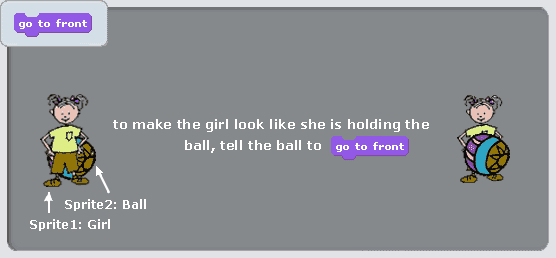 go to front
to make the girl look like she is holding the
ball, tell the ball to go to front
Sprite2: Ball
Sprite1: Girl